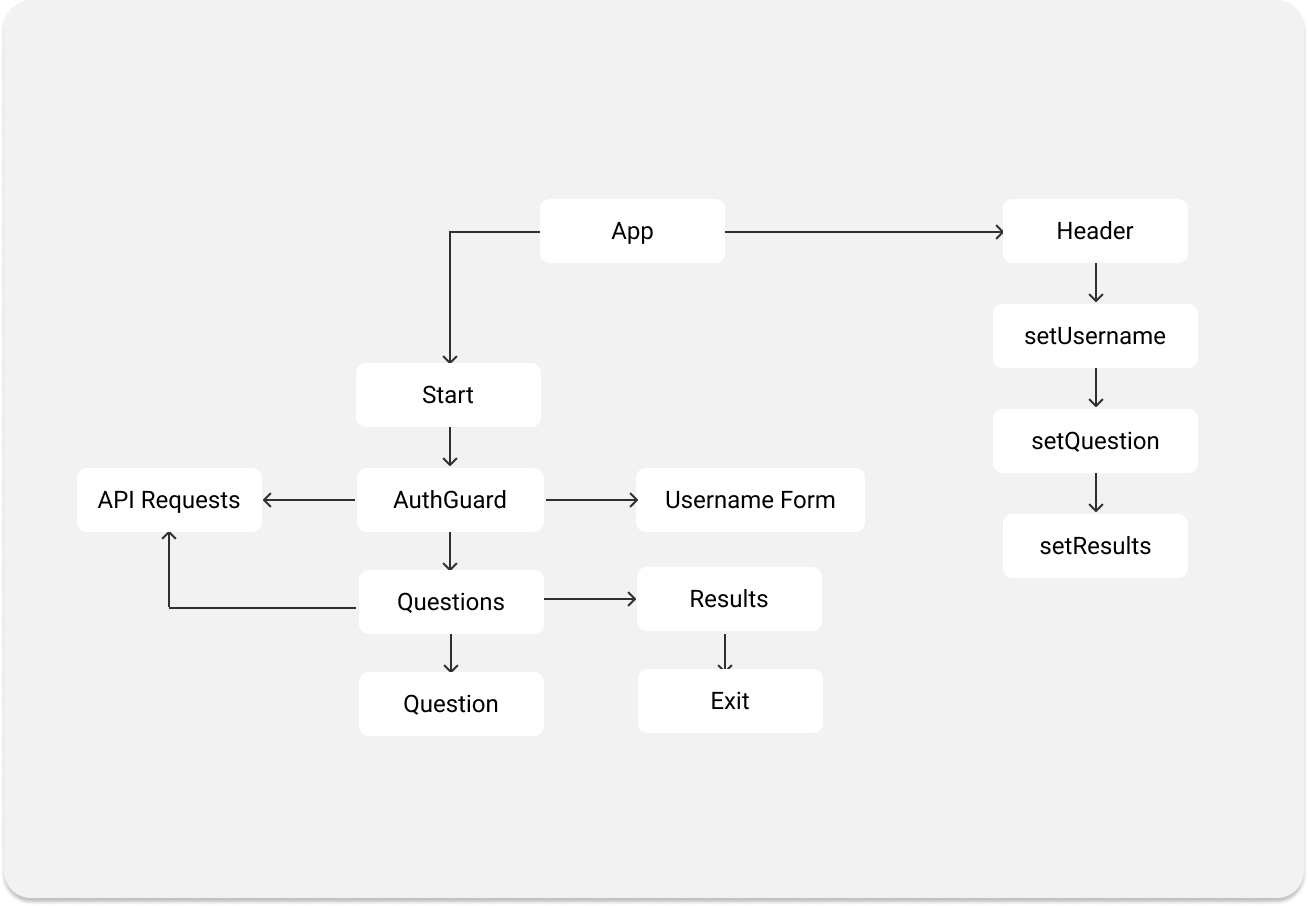 App
Header
setUsername
Start
setQuestion
API Requests
AuthGuard
Username Form
setResults
Questions
Results
Question
Exit